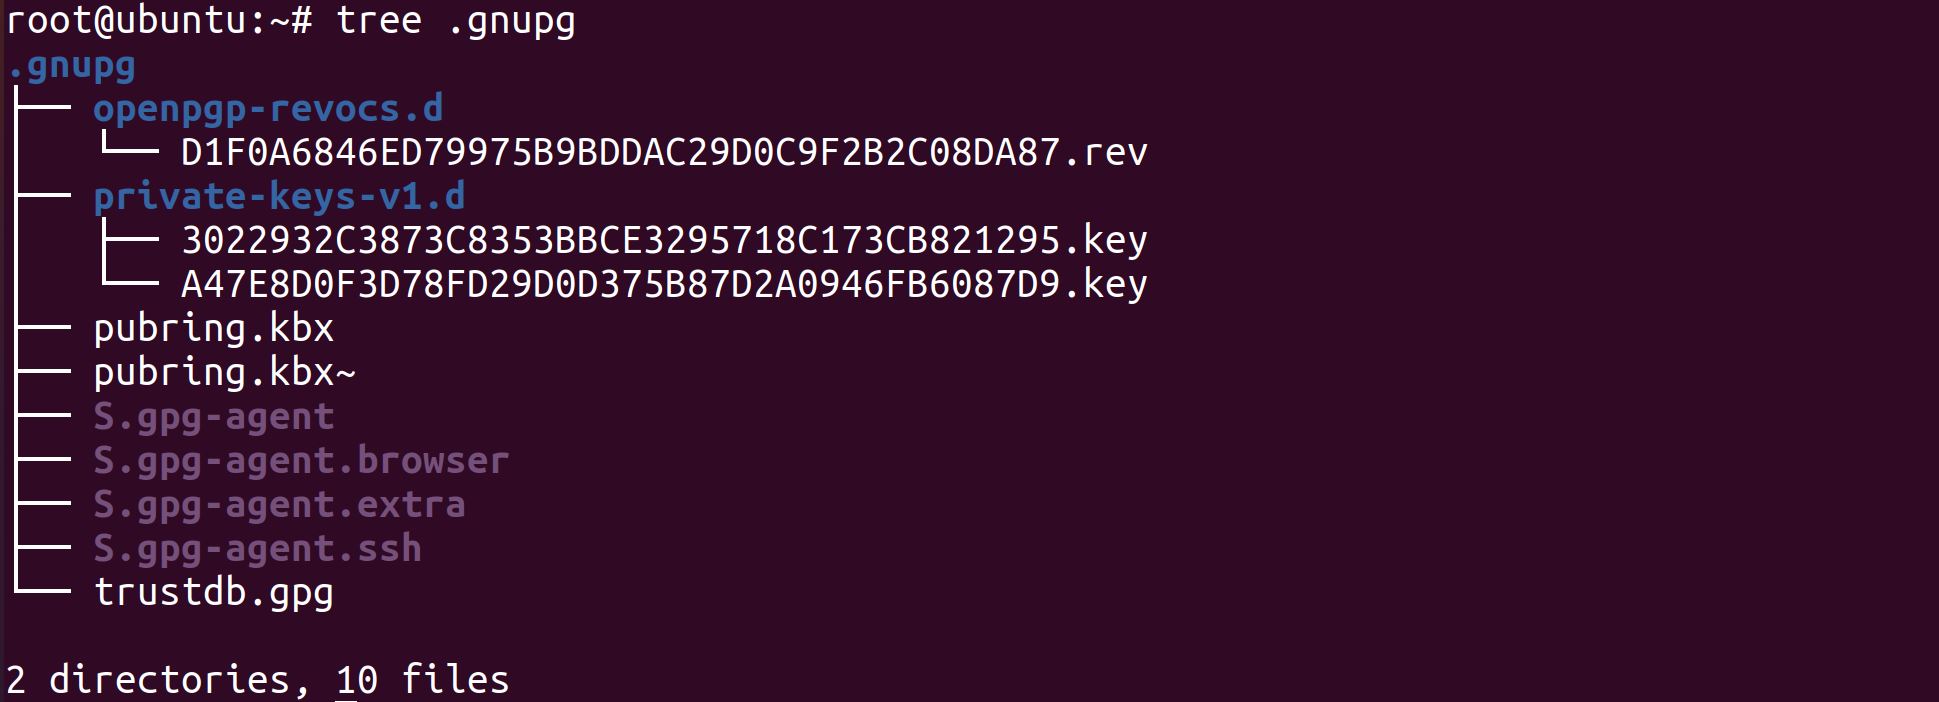 root@ubuntu:~# tree .gnupg
.gnupg
├── openpgp-revocs.d
│   └── D1F0A6846ED79975B9BDDAC29D0C9F2B2C08DA87.rev
├── private-keys-v1.d
│   ├── 3022932C3873C8353BBCE3295718C173CB821295.key
│   └── A47E8D0F3D78FD29D0D375B87D2A0946FB6087D9.key
├── pubring.kbx
├── pubring.kbx~
├── S.gpg-agent
├── S.gpg-agent.browser
├── S.gpg-agent.extra
├── S.gpg-agent.ssh
└── trustdb.gpg
2 directories, 10 files